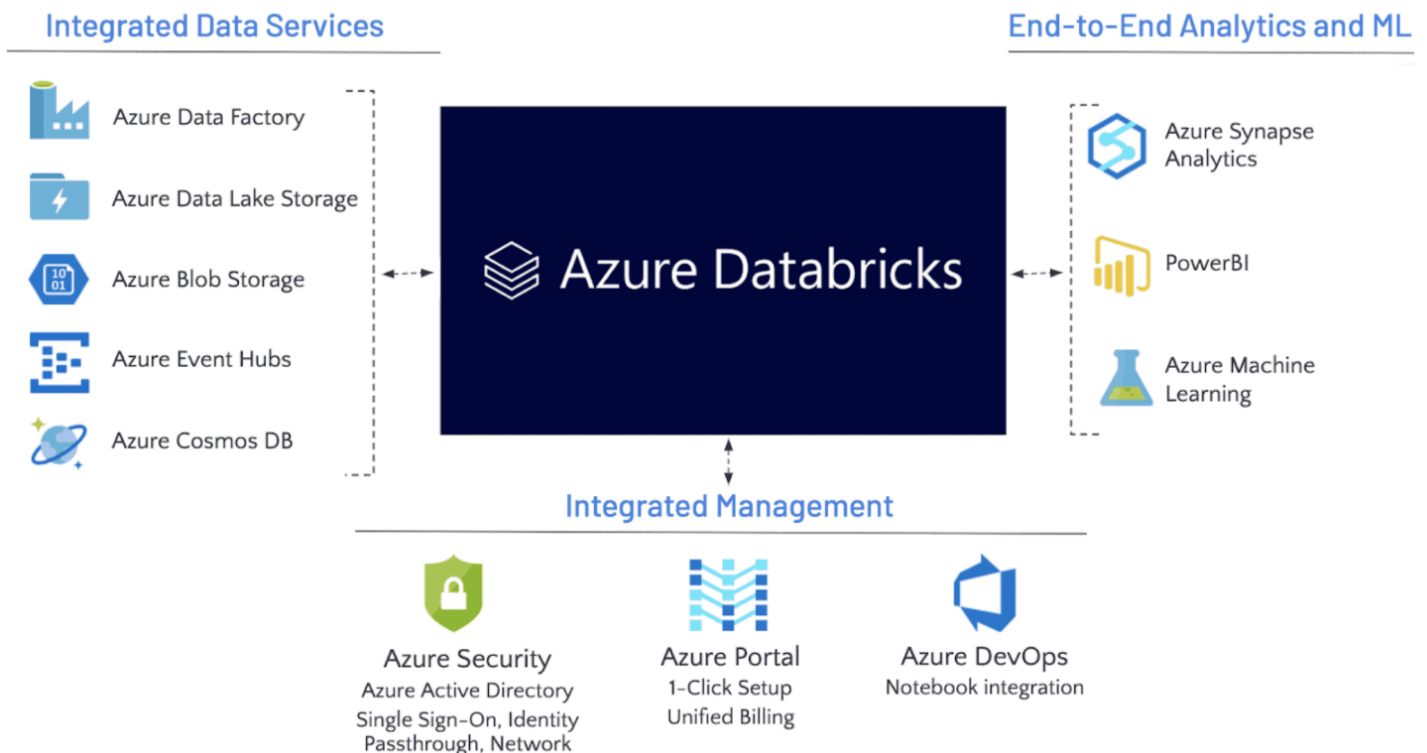 Integrated Data Services
Azure Data Factory
Azure Data Lake Storage
10
01
Azure Blob Storage
Azure Event Hubs
Azure Cosmos DB
Azure Databricks
End-to-End Analytics and ML
Azure Synapse
Analytics
PowerBI
Azure Machine
Learning
Integrated Management
Azure Security
Azure Active Directory
Single Sign-On, Identity
Passthrough, Network
Azure Portal
1-Click Setup
Unified Billing
Azure DevOps
Notebook integration